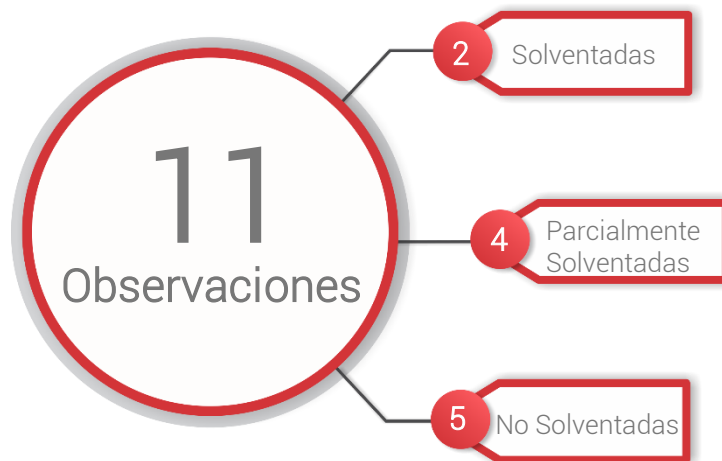 11
Observaciones
2
Solventadas
4
Parcialmente
Solventadas
5
No Solventadas